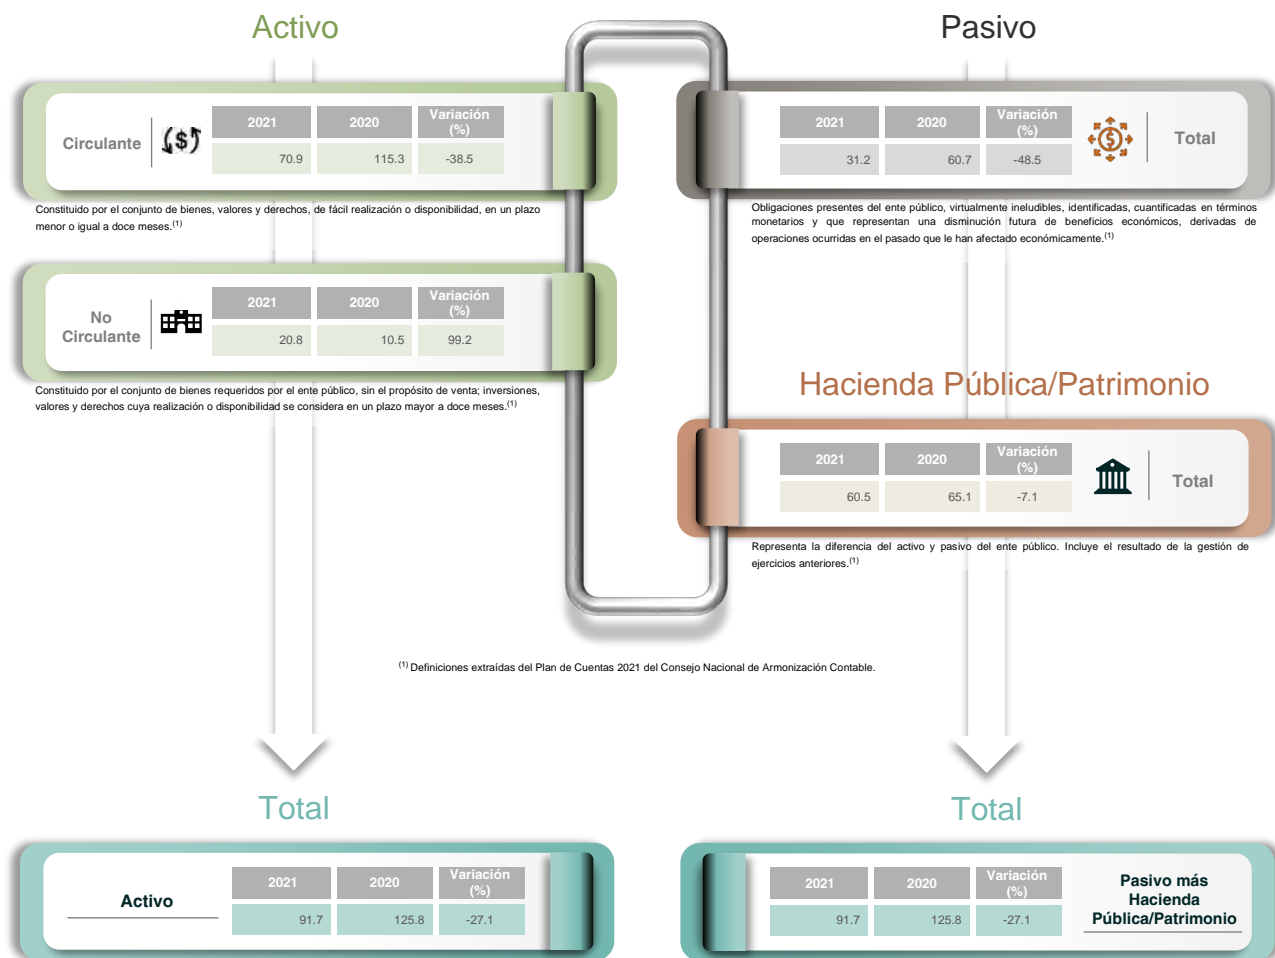 Activo
Circulante
2021 2020 Variación
(%)
70.9 115.3 -38.5
Constituido por el conjunto de bienes, valores y derechos, de fácil realización o disponibilidad, en un plazo
menor o igual a doce meses.(1)
No
Circulante
2021 2020 Variación
(%)
20.8 10.5 99.2
Constituido por el conjunto de bienes requeridos por el ente público, sin el propósito de venta; inversiones,
valores y derechos cuya realización o disponibilidad se considera en un plazo mayor a doce meses.(1)
Pasivo
2021 2020 Variación
(%)
31.2 60.7 -48.5
Total
Obligaciones presentes del ente público, virtualmente ineludibles, identificadas, cuantificadas en términos
monetarios y que representan una disminución futura de beneficios económicos, derivadas de
operaciones ocurridas en el pasado que le han afectado económicamente.(1)
Hacienda Pública/Patrimonio
2021 2020 Variación
(%)
60.5 65.1 -7.1
Total
Representa la diferencia del activo y pasivo del ente público. Incluye el resultado de la gestión de
ejercicios anteriores.(1)
(1) Definiciones extraídas del Plan de Cuentas 2021 del Consejo Nacional de Armonización Contable.
Total
Activo
2021 2020 Variación
(%)
91.7 125.8 -27.1
Total
2021 2020 Variación
(%)
91.7 125.8 -27.1
Pasivo más
Hacienda
Pública/Patrimonio